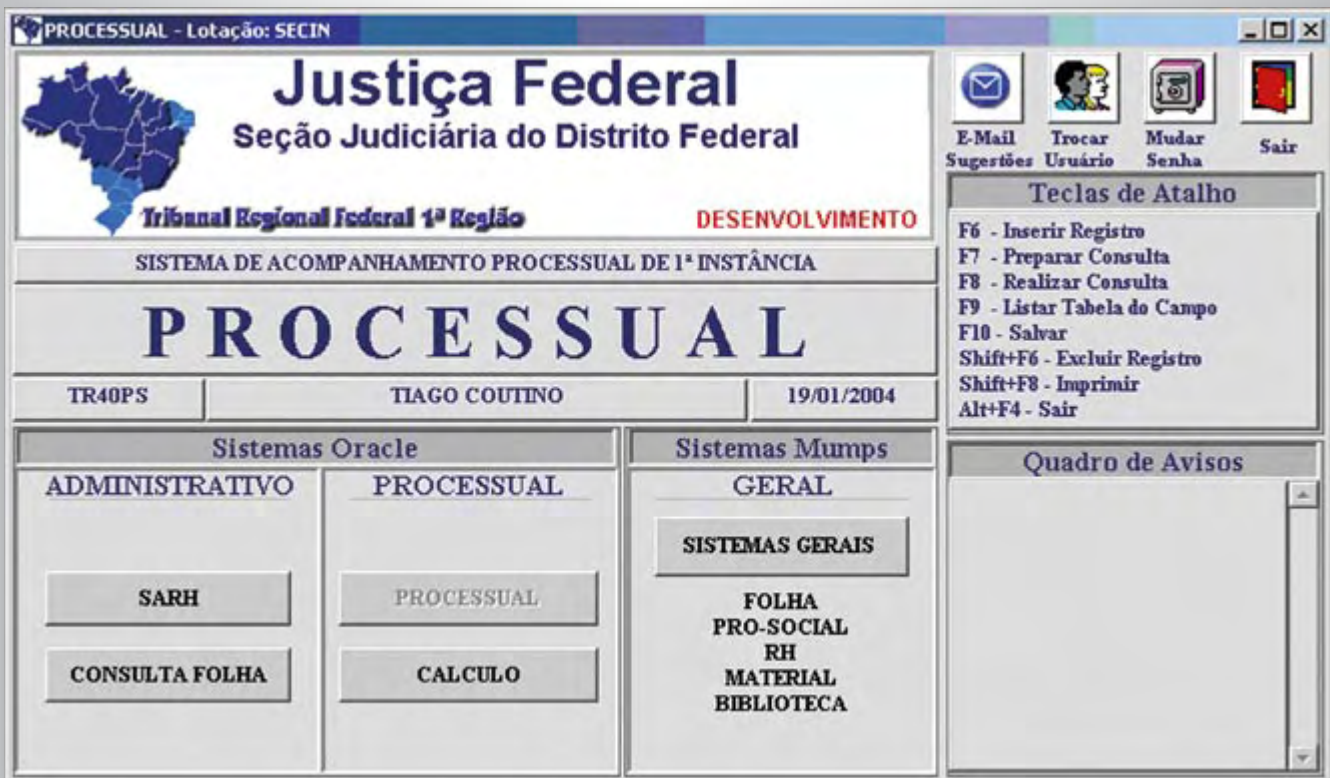 PROCESSUAL - Lotação: SECIN
Justiça Federal
Seção Judiciária do Distrito Federal
Tribunal Regional Federal 1ª Região
DESENVOLVIMENTO
SISTEMA DE ACOMPANHAMENTO PROCESSUAL DE 1ª INSTÂNCIA
PROCESSUAL
TR40PS
TIAGO COUTINO
19/01/2004
E-Mail Sugestões
Trocar Usuário
Mudar Senha
Sair
Teclas de Atalho
F6 - Inserir Registro
F7 - Preparar Consulta
F8 - Realizar Consulta
F9 - Listar Tabela do Campo
F10 - Salvar
Shift+F6 - Excluir Registro
Shift+F8 - Imprimir
Alt+F4 - Sair
Sistemas Oracle
ADMINISTRATIVO
SARH
CONSULTA FOLHA
PROCESSUAL
PROCESSUAL
CALCULO
Sistemas Mumps
GERAL
SISTEMAS GERAIS
FOLHA
PRO-SOCIAL
RH
MATERIAL
BIBLIOTECA
Quadro de Avisos